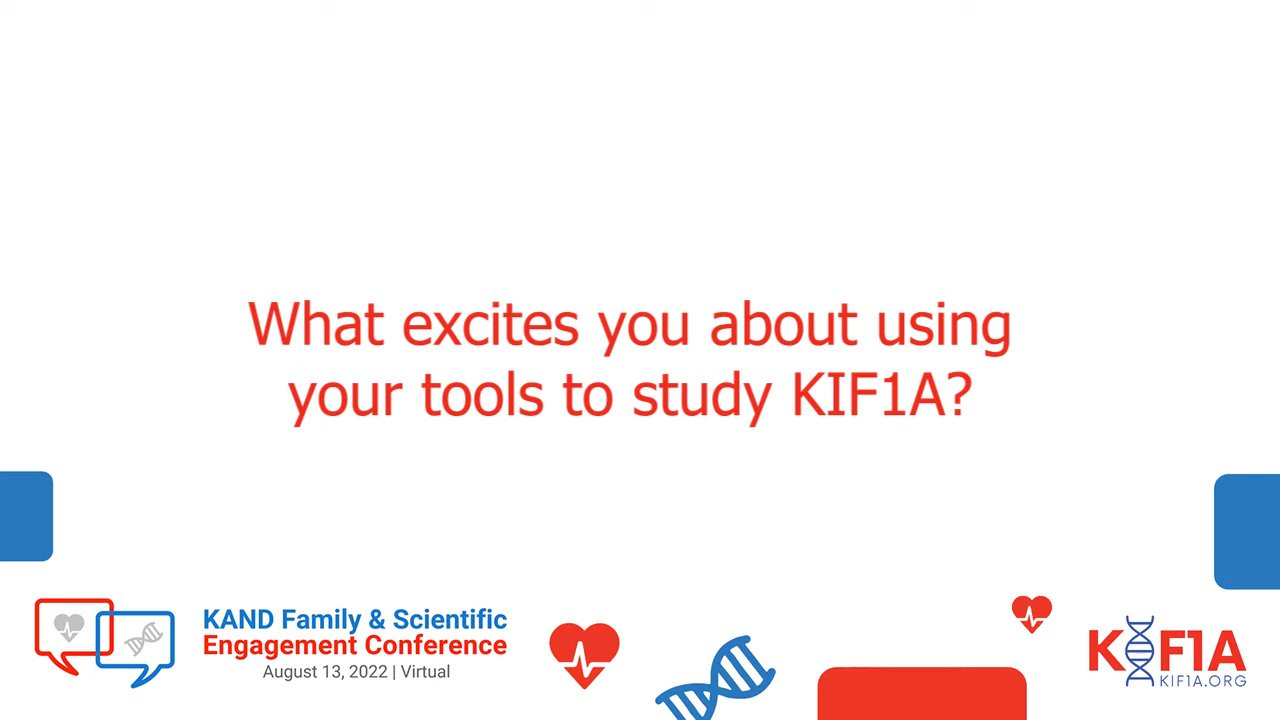 What excites you about using
your tools to study KIF1A?
KAND Family & Scientific
Engagement Conference
August 13, 2022 | Virtual
KIF1A
KIF1A.ORG